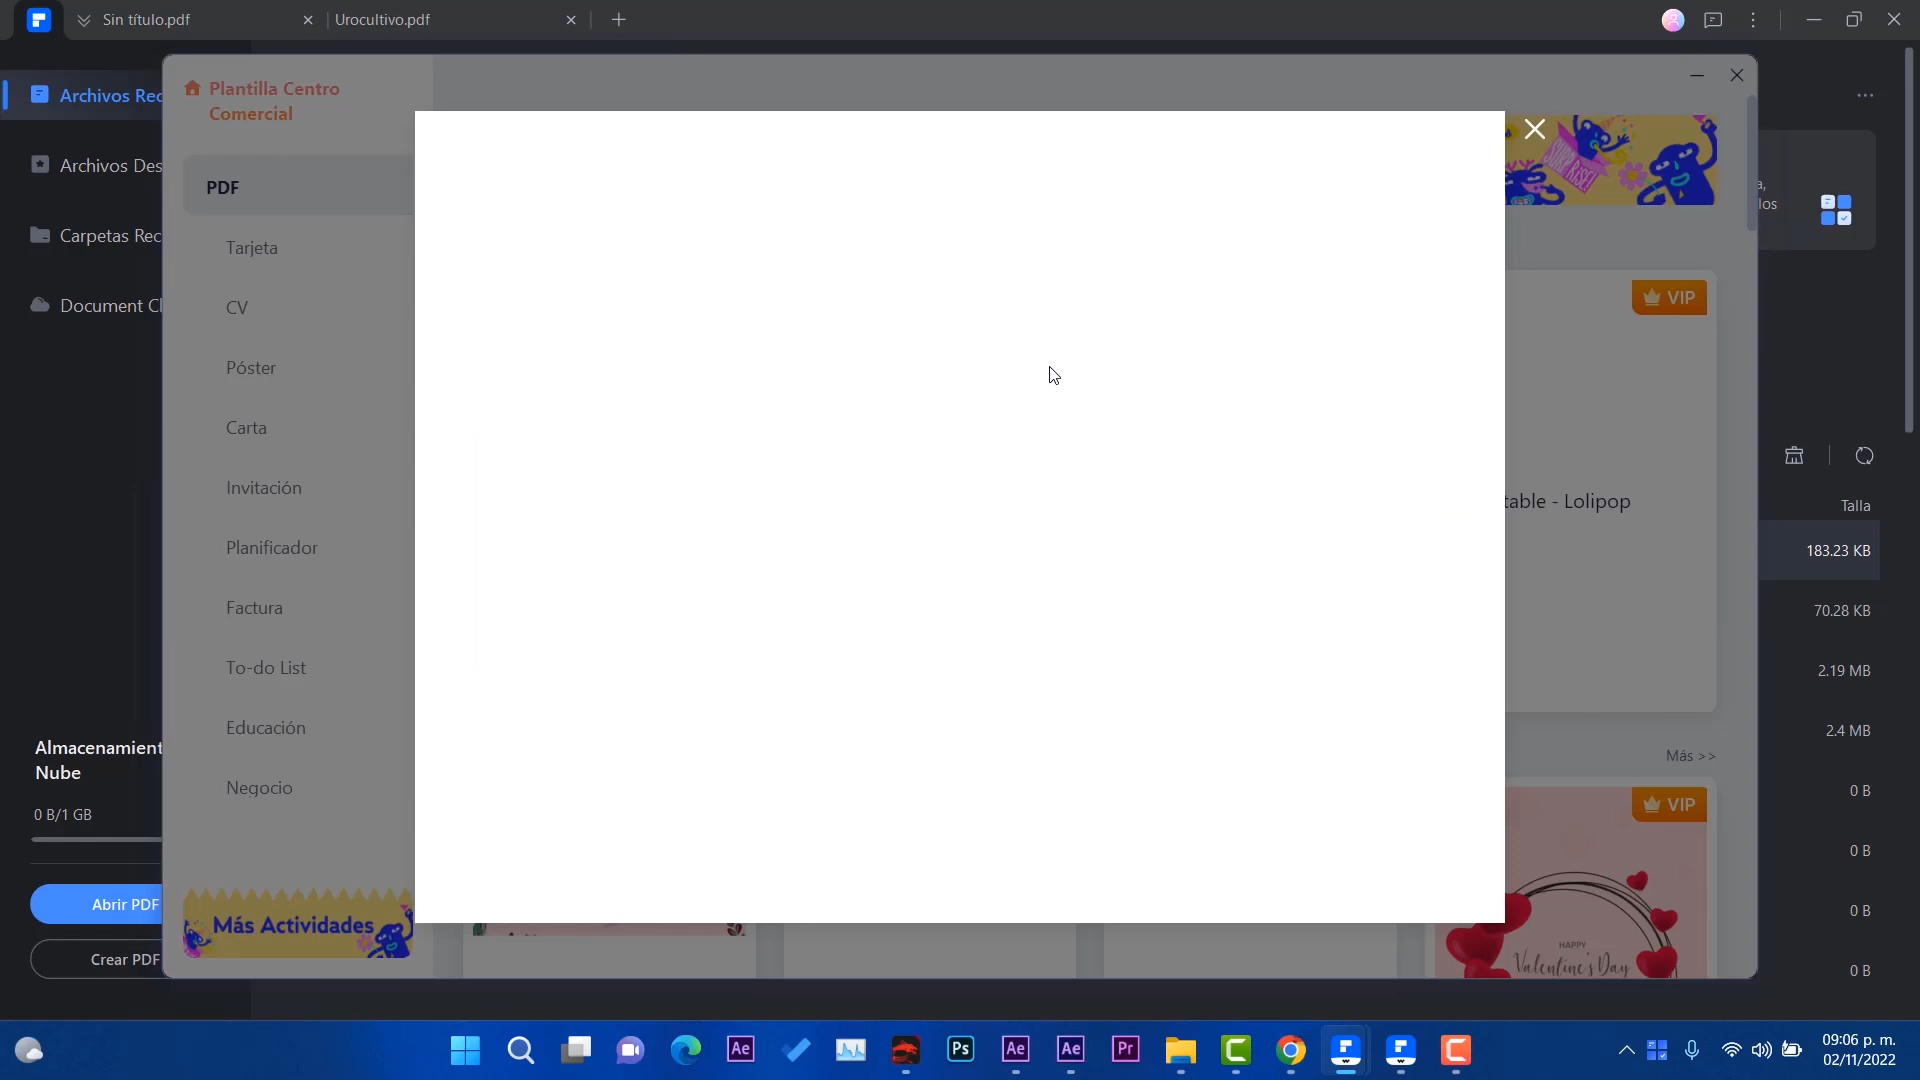 Sin título.pdf
Urocultivo.pdf
Archivos Rec
Archivos Des
Carpetas Rec
Document Cl
Almacenamient
Nube
0 B/1 GB
Abrir PDF
Crear PDF
Plantilla Centro
Comercial
PDF
Tarjeta
CV
Póster
Carta
Invitación
Planificador
Factura
To-do List
Educación
Negocio
Más Actividades
SURPRISE!
VIP
table - Lolipop
Más >>
VIP
HAPPY
Valentine's Day
a,
los
Talla
183.23 KB
70.28 KB
2.19 MB
2.4 MB
0 B
0 B
0 B
0 B
Ae
Ps
Ae
Ae
Pr
09:06 p. m.
02/11/2022